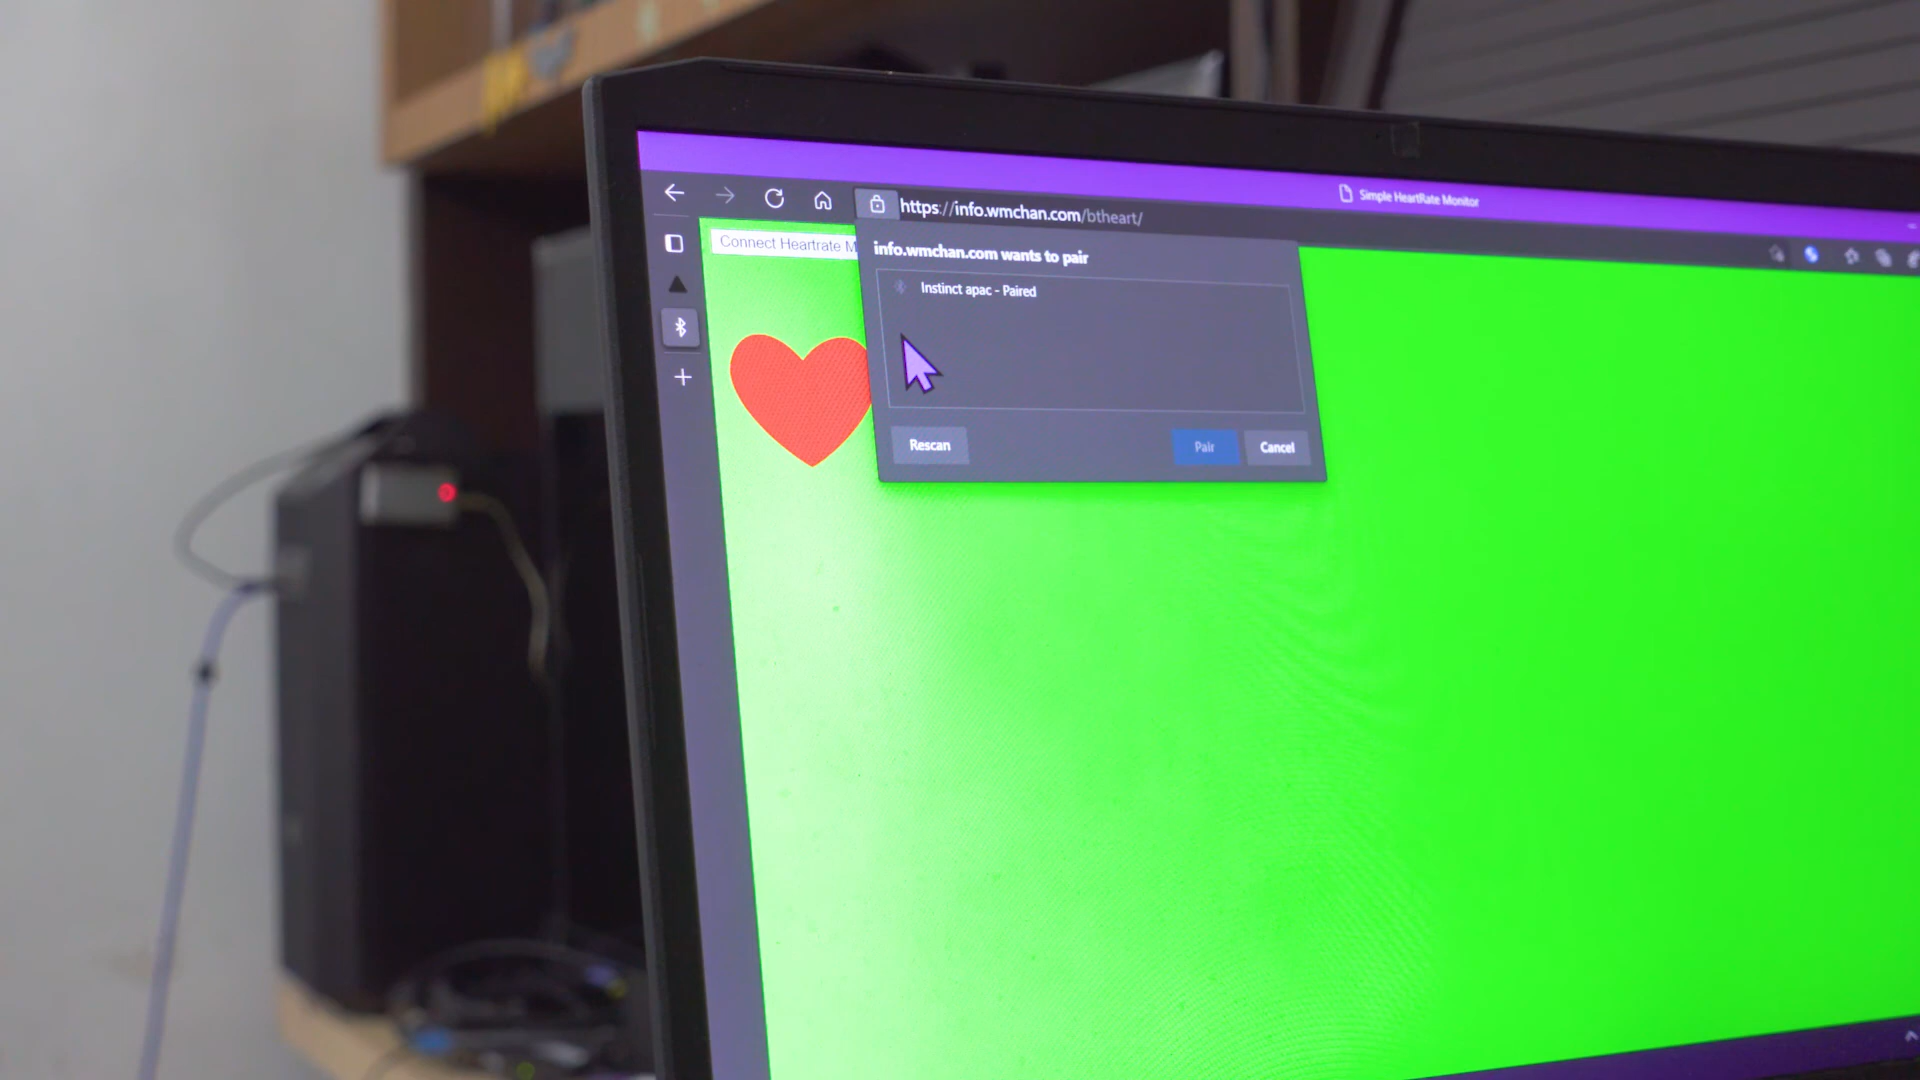 Simple HeartRate Monitor
https://info.wmchan.com/btheart/
Connect Heartrate M
info.wmchan.com wants to pair
Instinct apac - Paired
Rescan
Pair
Cancel